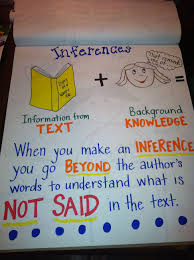 Inferences
+
Information from
TEXT
Background
KNOWLEDGE
When you make an INFERENCE
you go BEYOND the author's
words to understand what is
NOT SAID in the text.